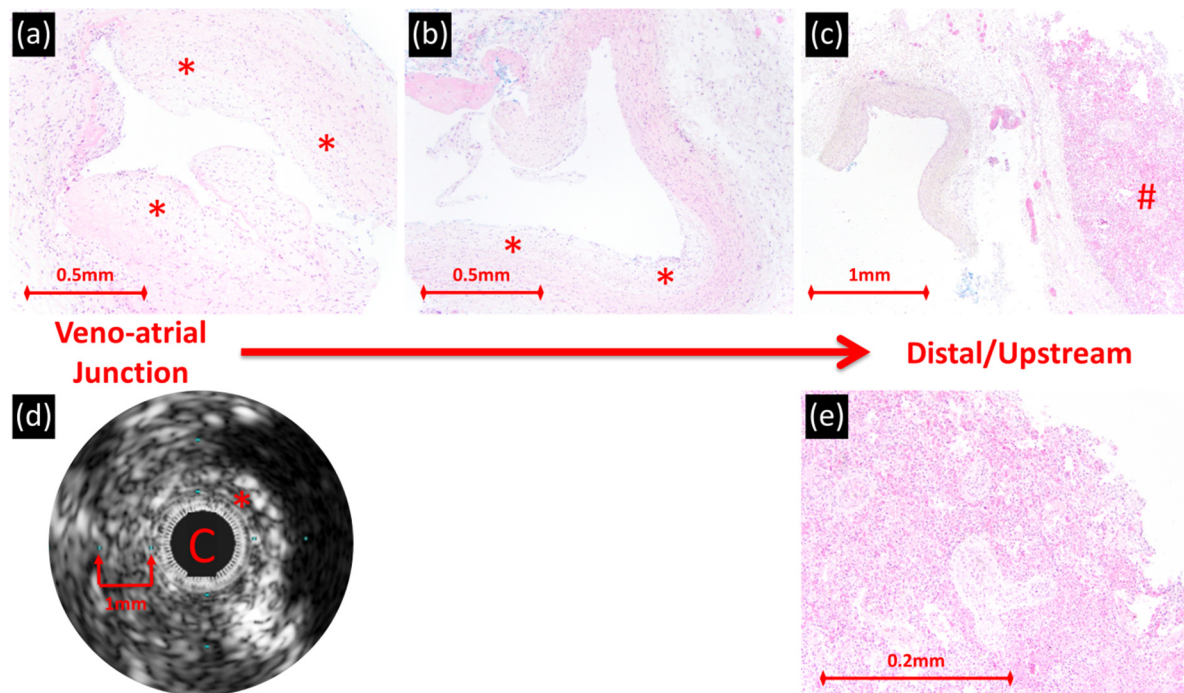 (a)
*
*
*
0.5mm
(b)
*
*
0.5mm
(c)
#
1mm
Veno-atrial
Junction
Distal/Upstream
(d)
*
C
1mm
(e)
0.2mm